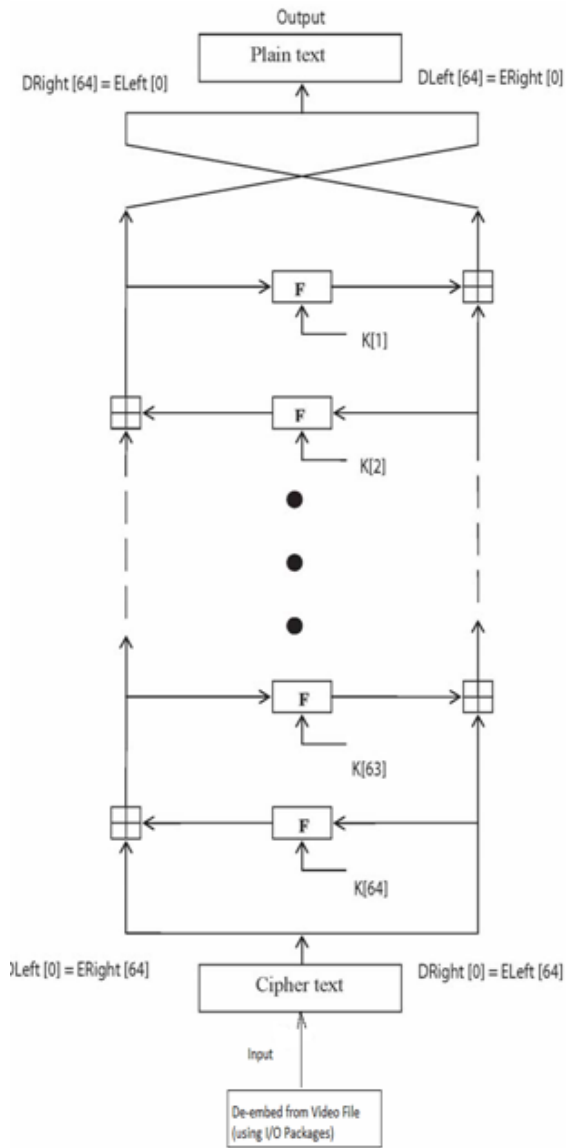 Output
Plain text
DRight [64] = ELeft [0]
DLeft [64] = ERight [0]
F
K[1]
F
K[2]
F
K[63]
F
K[64]
DLeft [0] = ERight [64]
DRight [0] = ELeft [64]
Cipher text
Input
De-embed from Video File
(using I/O Packages)